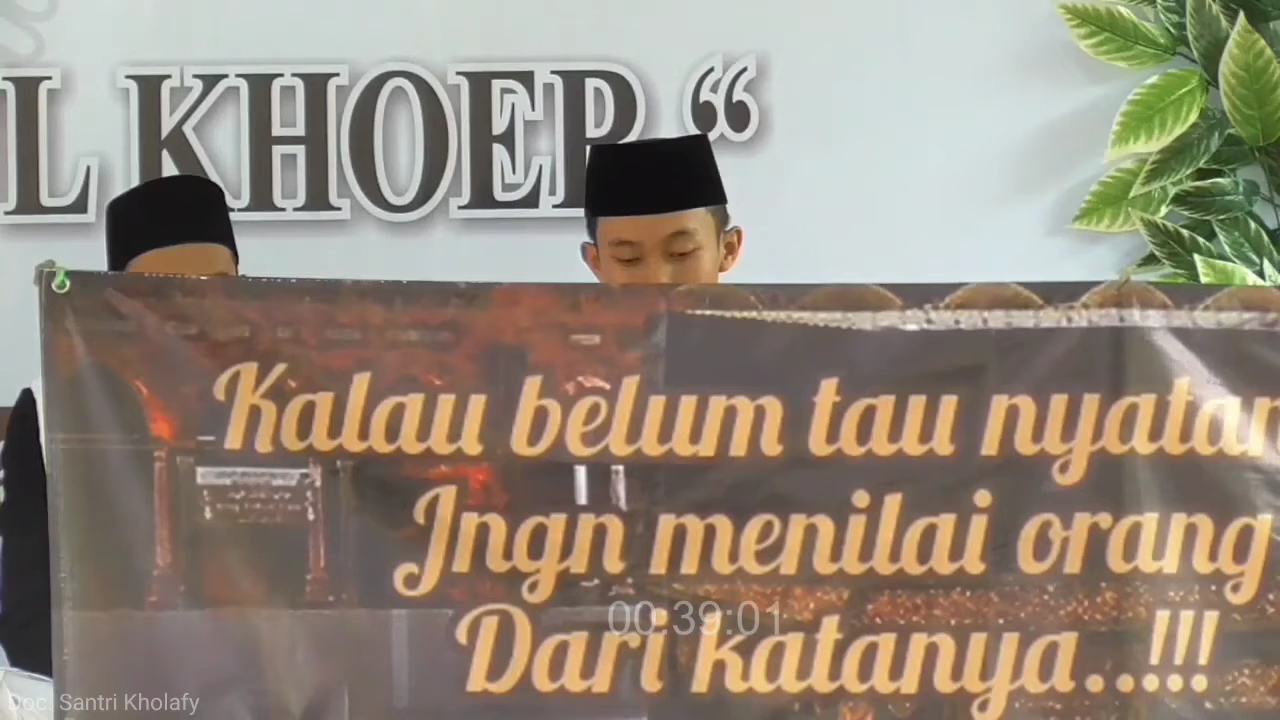 L KHOER “
Kalau belum tau nyatan
Jngn menilai orang
Dari katanya..!!!
00:39:01
Doc. Santri Kholafy